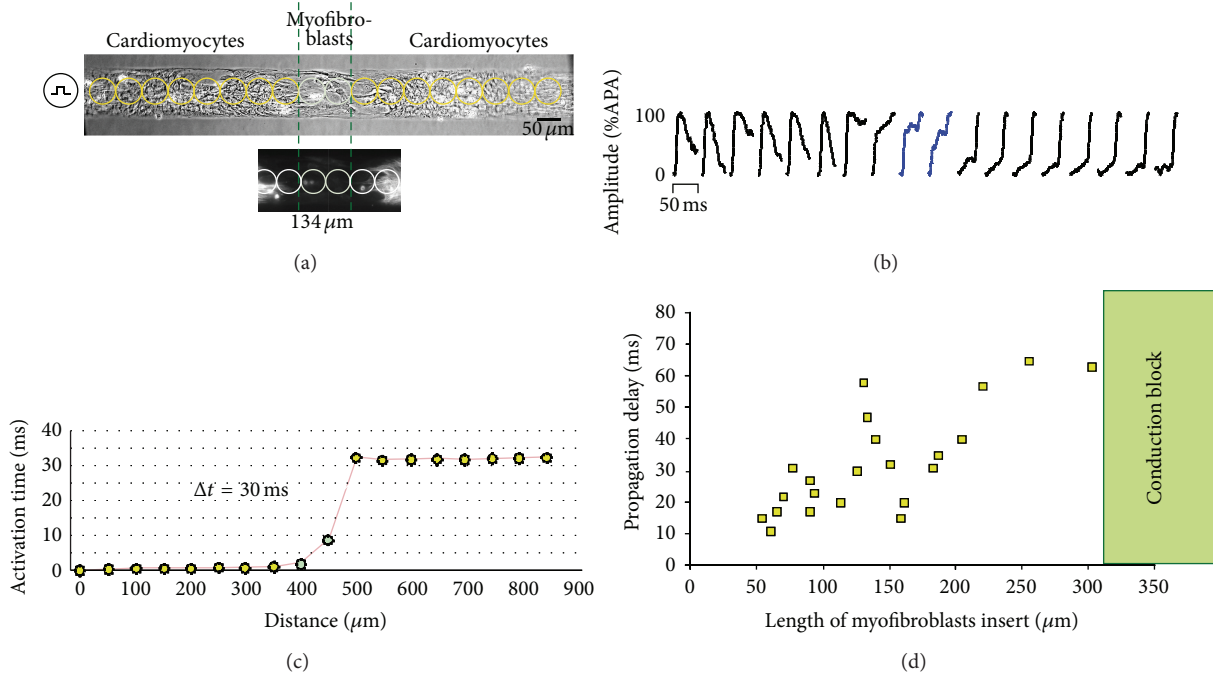 Myofibro-
blasts
Cardiomyocytes
Cardiomyocytes
50 μm
134 μm
(a)
Amplitude (%APA)
100
0
50 ms
(b)
Activation time (ms)
40
30
20
10
0
Δt = 30 ms
0 100 200 300 400 500 600 700 800 900
Distance (μm)
(c)
Propagation delay (ms)
80
70
60
50
40
30
20
10
0
Conduction block
0 50 100 150 200 250 300 350
Length of myofibroblasts insert (μm)
(d)